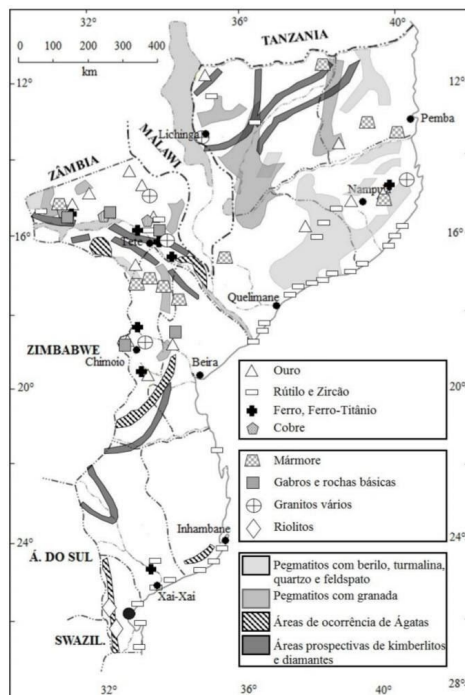 32° 36° 40°
0 100 200 300 400
km
TANZANIA
12°
Pemba
Lichinga
MALAWI
ZÂMBIA
Nampula
Tete
16°
Quelimane
ZIMBABWE
Chimoio
Beira
20°
Ouro
Rútilo e Zircão
Ferro, Ferro-Titânio
Cobre
Mármore
Gabros e rochas básicas
Granitos vários
Riolitos
24°
Inhambane
Á. DO SUL
Xai-Xai
SWAZIL.
Pegmatitos com berilo, turmalina,
quartzo e feldspato
Pegmatitos com granada
Áreas de ocorrência de Ágatas
Áreas prospectivas de kimberlitos
e diamantes
12°
16°
20°
24°
28°
32° 36° 40°